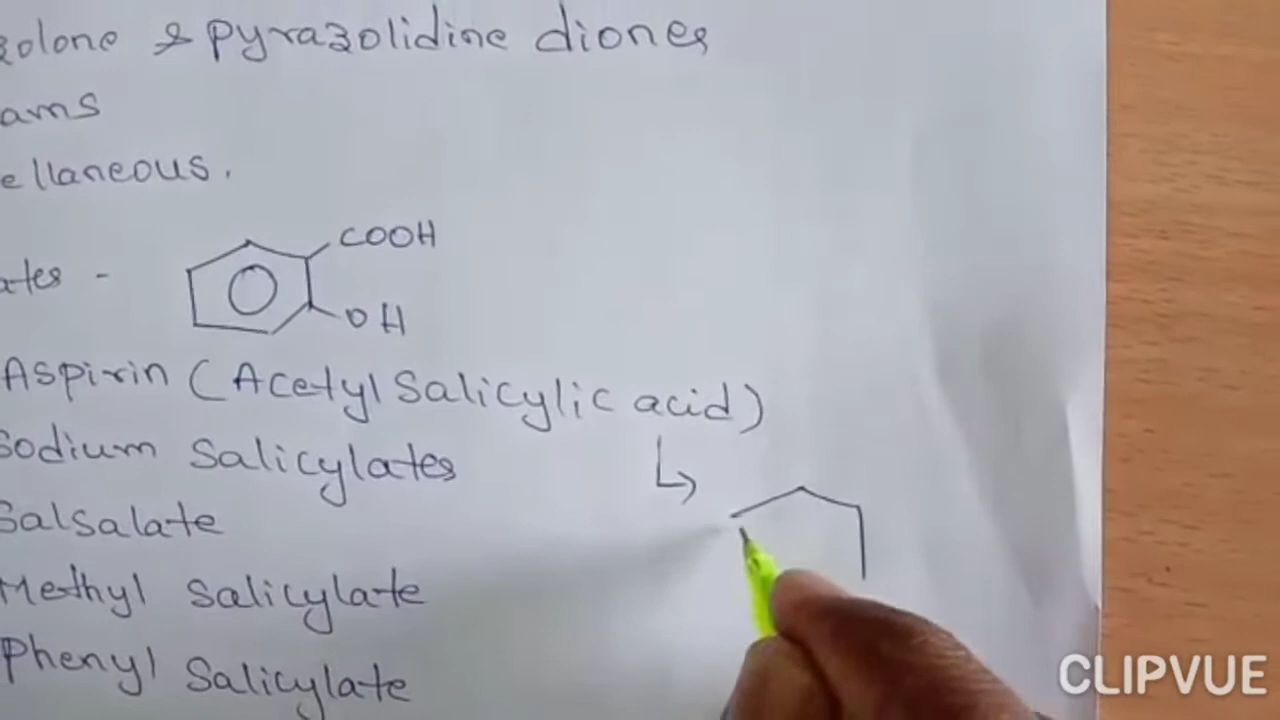 zolone & pyrazolidine diones
ams
ellaneous.
ates -
COOH
OH
Aspirin (Acetyl Salicylic acid)
Sodium Salicylates
Salsalate
Methyl Salicylate
Phenyl Salicylate
CLIPVUE